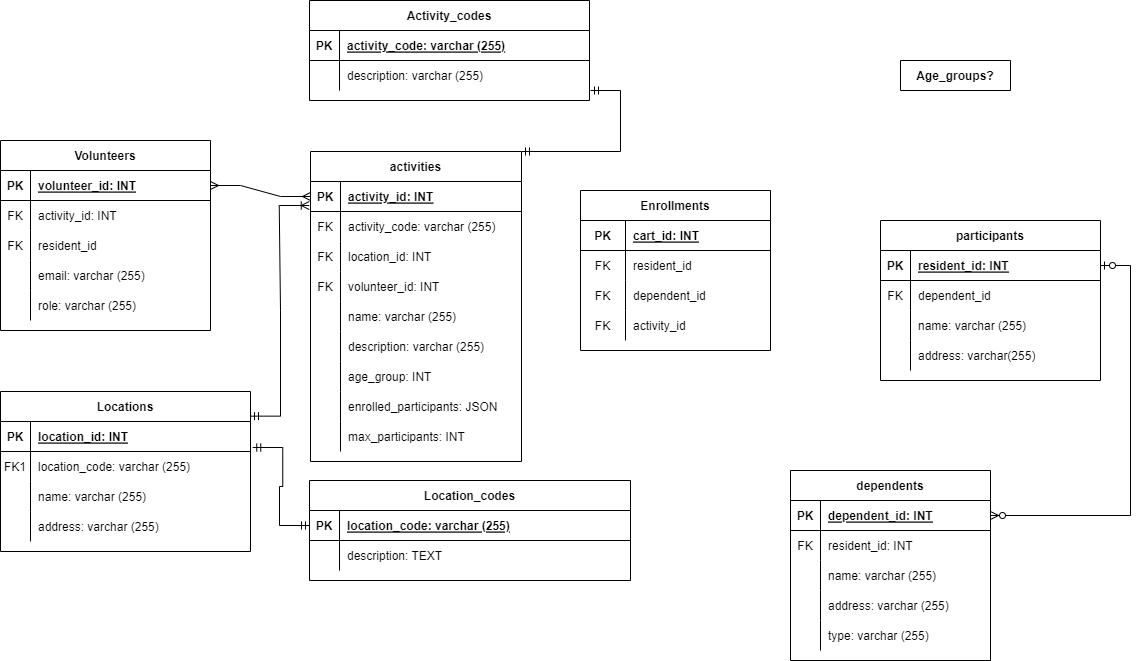 Activity_codes
PK activity_code: varchar (255)
description: varchar (255)
Age_groups?
Volunteers
PK volunteer_id: INT
FK activity_id: INT
FK resident_id
email: varchar (255)
role: varchar (255)
activities
PK activity_id: INT
FK activity_code: varchar (255)
FK location_id: INT
FK volunteer_id: INT
name: varchar (255)
description: varchar (255)
age_group: INT
enrolled_participants: JSON
max_participants: INT
Enrollments
PK cart_id: INT
FK resident_id
FK dependent_id
FK activity_id
participants
PK resident_id: INT
FK dependent_id
name: varchar (255)
address: varchar(255)
Locations
PK location_id: INT
FK1 location_code: varchar (255)
name: varchar (255)
address: varchar (255)
Location_codes
PK location_code: varchar (255)
description: TEXT
dependents
PK dependent_id: INT
FK resident_id: INT
name: varchar (255)
address: varchar (255)
type: varchar (255)